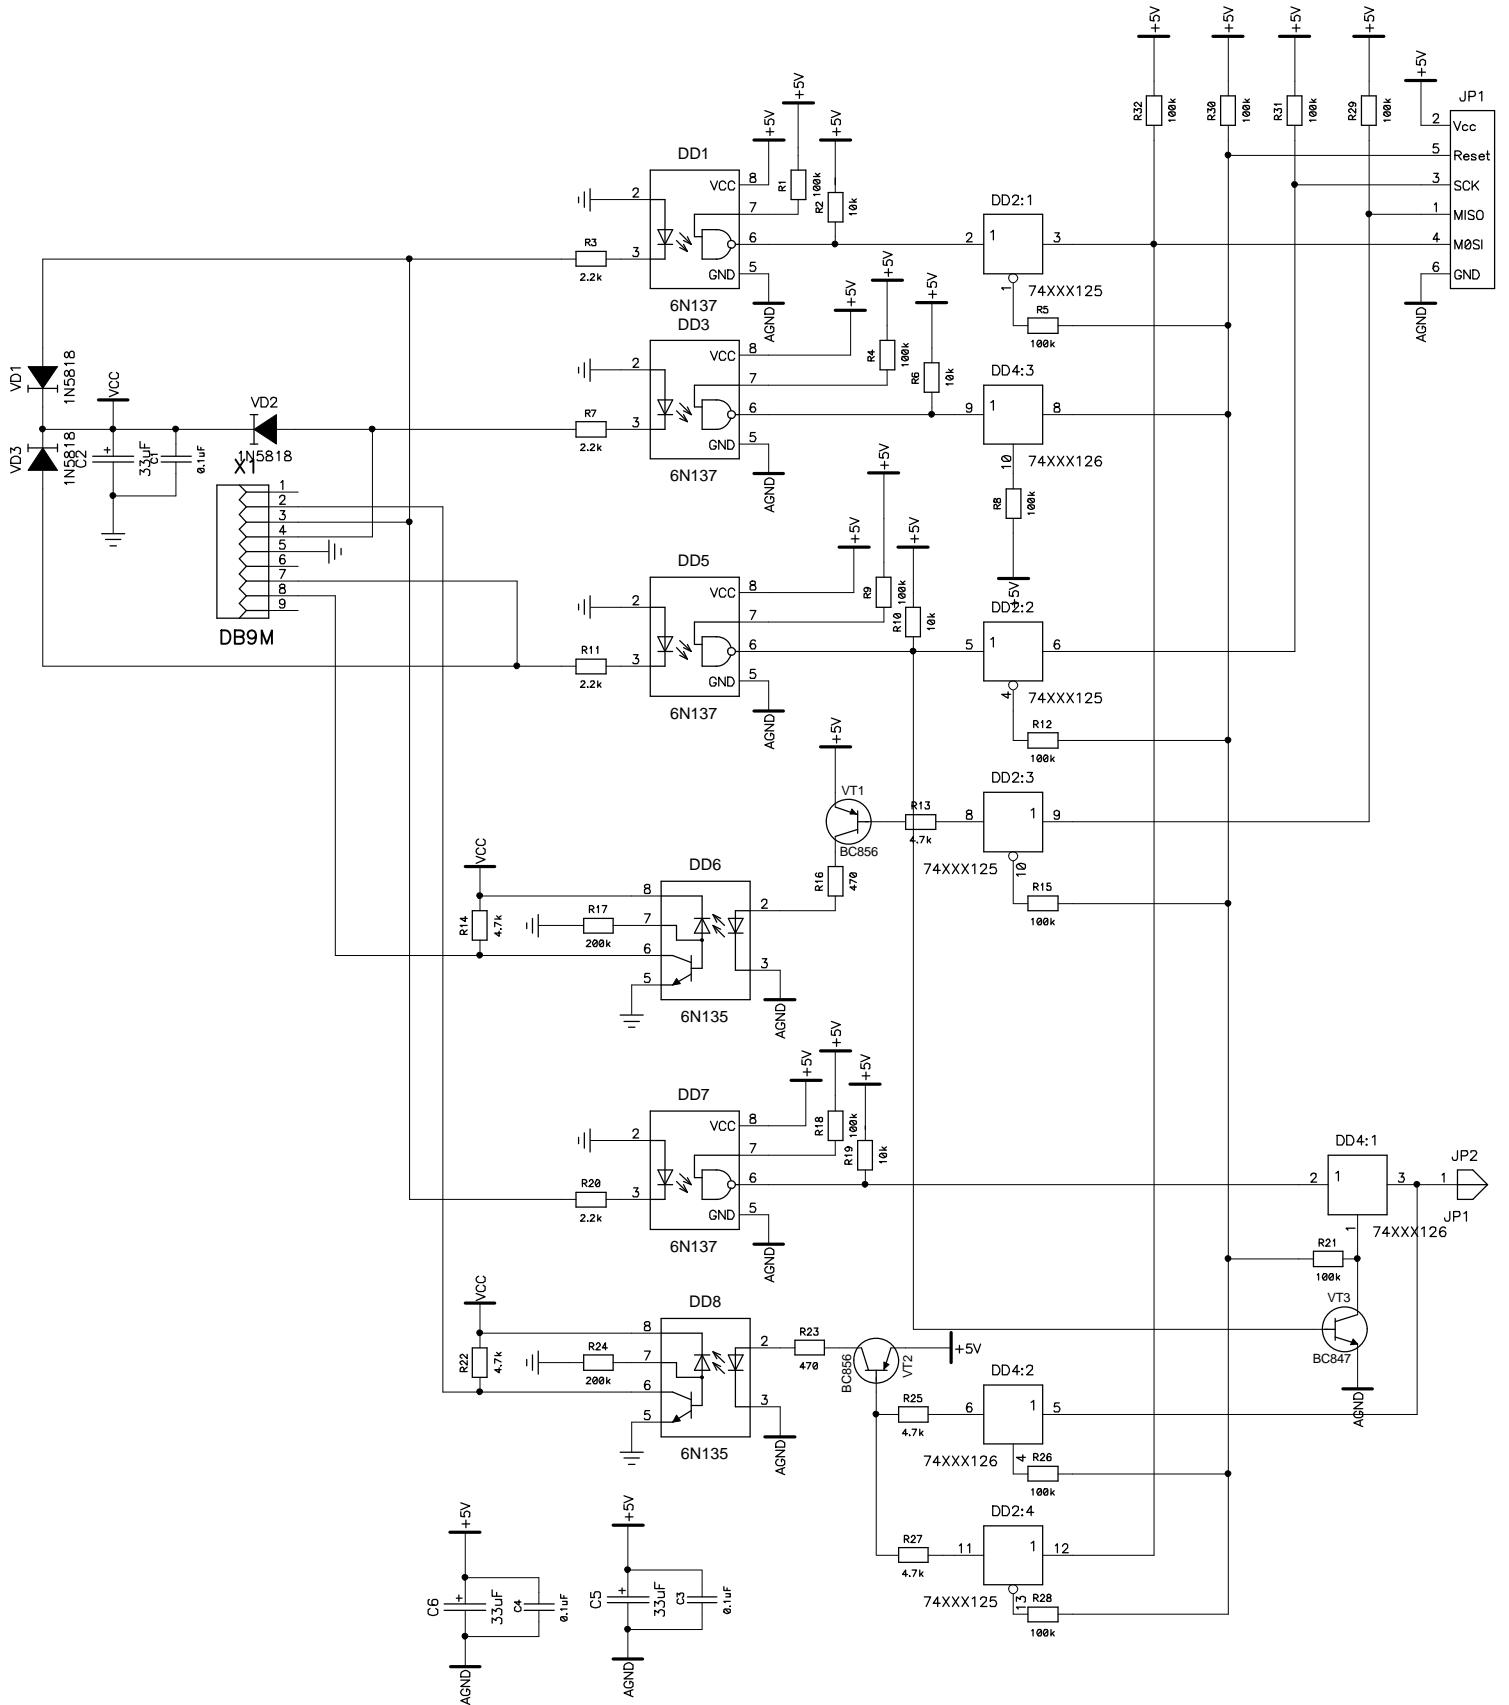 +5V
+5V
+5V
+5V
+5V
R32
100k
R30
100k
R31
100k
R29
100k
JP1
2 Vcc
5 Reset
3 SCK
1 MISO
4 MØSI
6 GND
AGND
+5V
+5V
+5V
DD1
VCC 8
7
6
GND 5
2
3
6N137
R1
100k
R2
10k
R3
2.2k
AGND
DD2:1
2 1 3
1
74XXX125
R5
100k
DD3
+5V
+5V
+5V
VCC 8
7
6
GND 5
2
3
6N137
R4
100k
R6
10k
R7
2.2k
AGND
DD4:3
9 1 8
10
74XXX126
R8
100k
+5V
VD1
1N5818
VCC
VD2
1N5818
VD3
1N5818
C2
33uF
C1
0.1uF
X1
1
2
3
4
5
6
7
8
9
DB9M
DD5
+5V
+5V
+5V
VCC 8
7
6
GND 5
2
3
6N137
R9
100k
R10
10k
R11
2.2k
AGND
DD2:2
5 1 6
4
74XXX125
R12
100k
+5V
VT1
BC856
R13
4.7k
DD2:3
8 1 9
10
74XXX125
R15
100k
R16
470
VCC
R14
4.7k
R17
200k
DD6
8
7
6
5
2
3
6N135
AGND
DD7
+5V
+5V
+5V
VCC 8
7
6
GND 5
2
3
6N137
R18
100k
R19
10k
R20
2.2k
AGND
DD4:1
2 1 3
1
74XXX126
JP2
1
JP1
R21
100k
VT3
BC847
AGND
VCC
R22
4.7k
R24
200k
DD8
8
7
6
5
2
3
6N135
AGND
R23
470
BC856
VT2
+5V
DD4:2
R25
4.7k
6 1 5
4
74XXX126
R26
100k
DD2:4
R27
4.7k
11 1 12
13
74XXX125
R28
100k
+5V
C6
33uF
C4
0.1uF
AGND
+5V
C5
33uF
C3
0.1uF
AGND